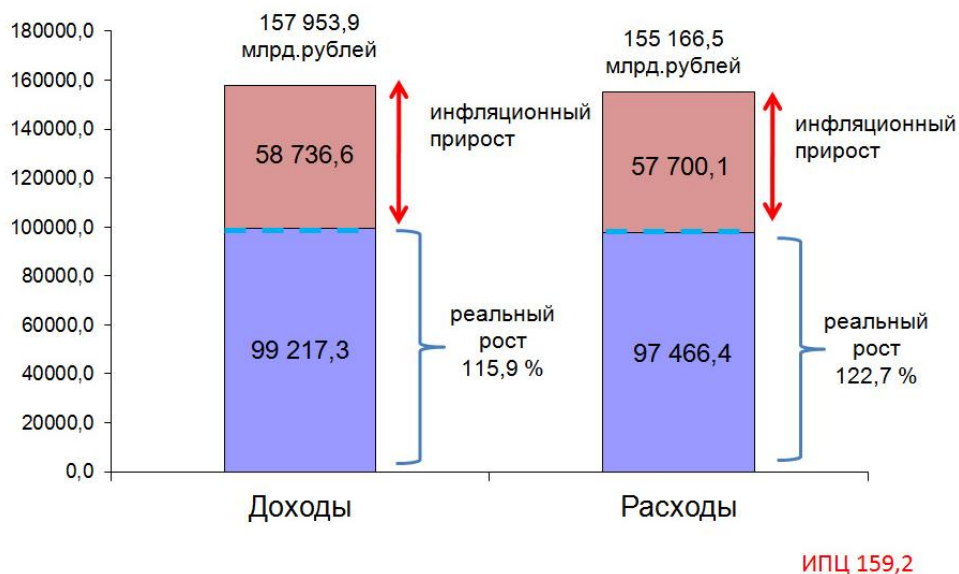 180000,0
160000,0
140000,0
120000,0
100000,0
80000,0
60000,0
40000,0
20000,0
0,0
157 953,9
млрд.рублей
155 166,5
млрд.рублей
58 736,6
инфляционный
прирост
57 700,1
инфляционный
прирост
99 217,3
реальный
рост
115,9 %
97 466,4
реальный
рост
122,7 %
Доходы
Расходы
ИПЦ 159,2